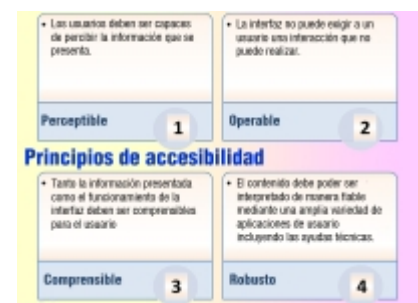 • Los usuarios deben ser capaces
de percibir la información que se
presenta.
Perceptible 1
• La interfaz no puede exigir a un
usuario una interacción que no
puede realizar.
Operable 2
Principios de accesibilidad
• Tanto la información presentada
como el funcionamiento de la
interfaz deben ser comprensibles
para el usuario
Comprensible 3
• El contenido debe poder ser
interpretado de manera fiable
mediante una amplia variedad de
aplicaciones de usuario
incluyendo las ayudas técnicas.
Robusto 4